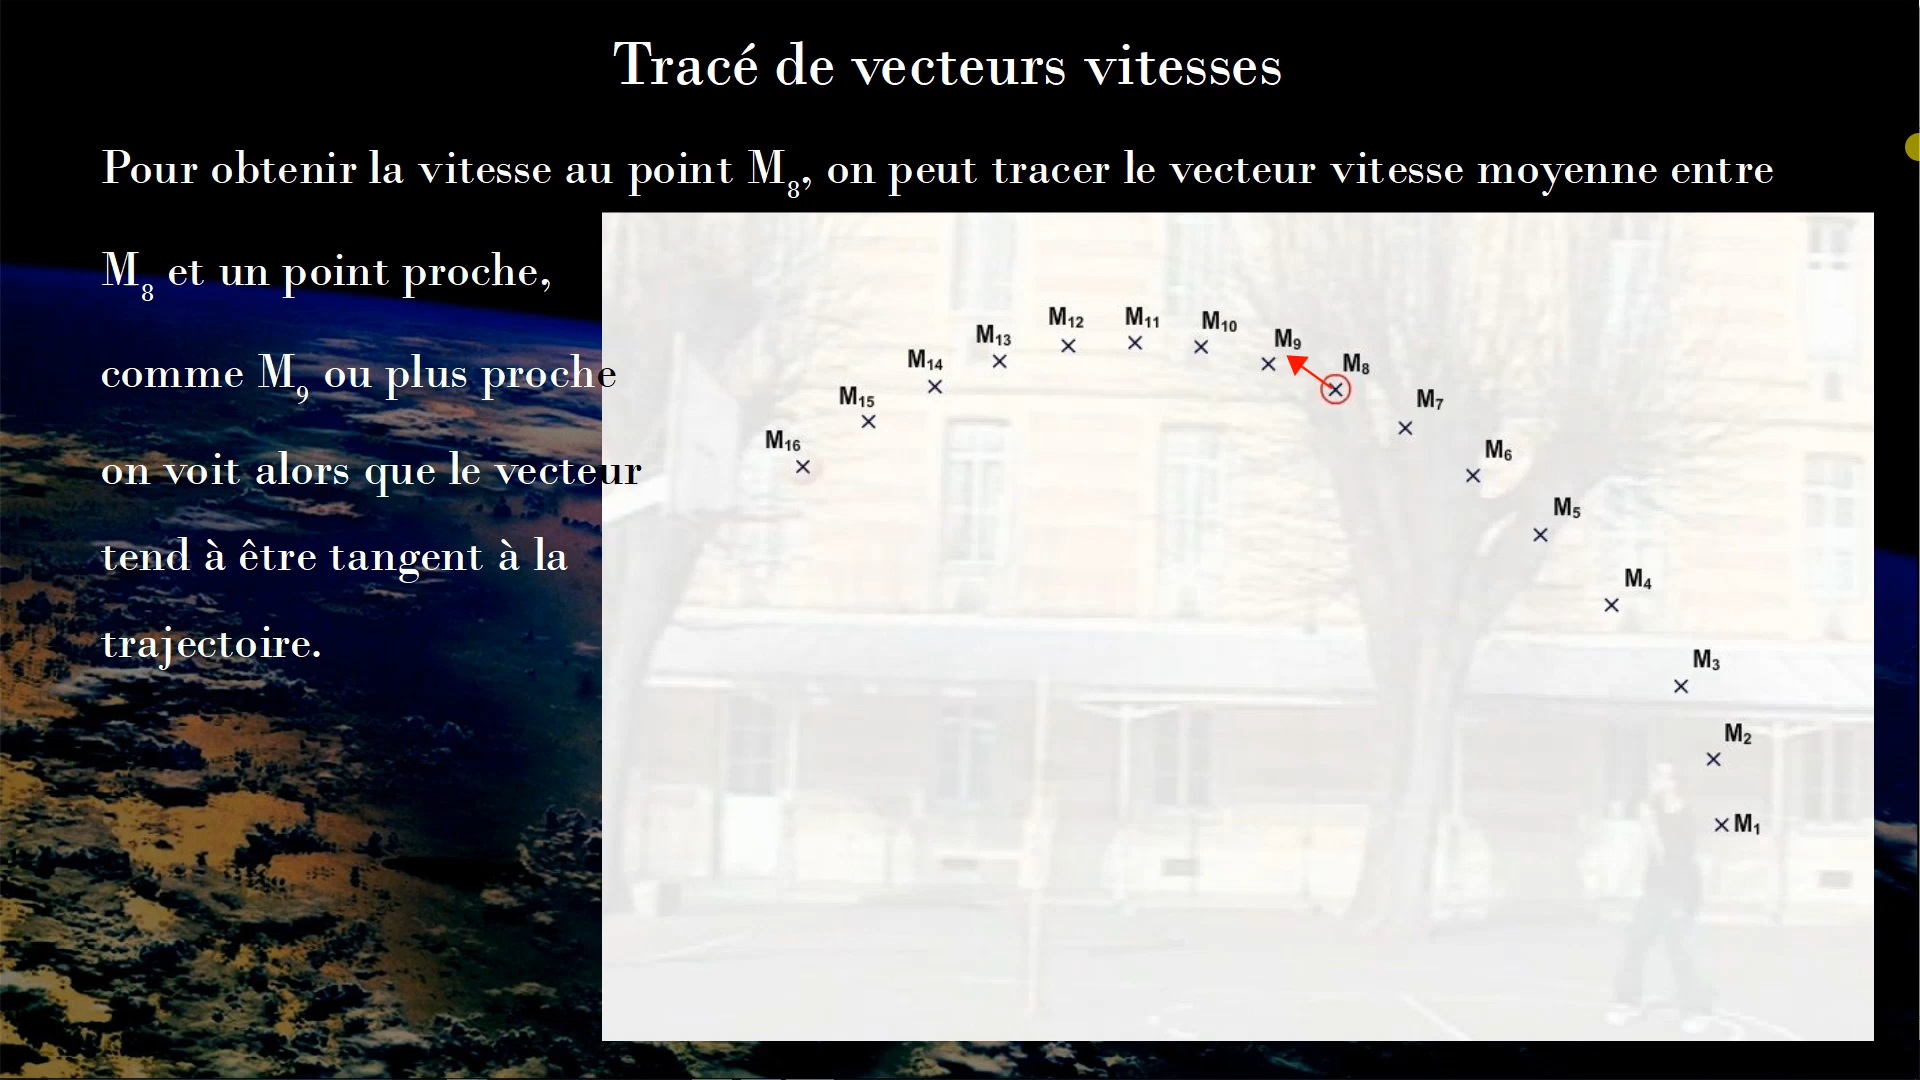 Tracé de vecteurs vitesses
Pour obtenir la vitesse au point M₈, on peut tracer le vecteur vitesse moyenne entre
M₈ et un point proche,
comme M₉ ou plus proche
on voit alors que le vecteur
tend à être tangent à la
trajectoire.
M₁₆
M₁₅
M₁₄
M₁₃
M₁₂
M₁₁
M₁₀
M₉
M₈
M₇
M₆
M₅
M₄
M₃
M₂
M₁